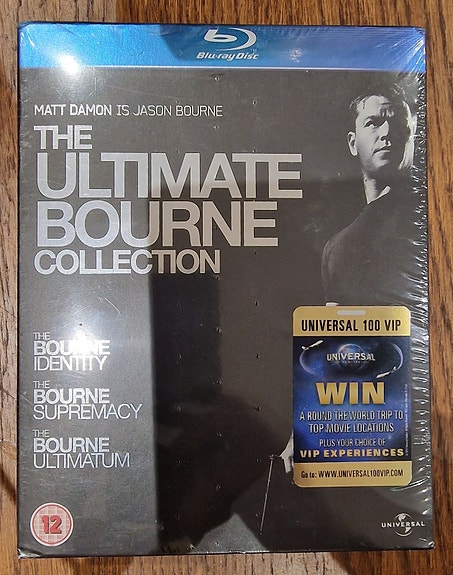 Blu-ray Disc
MATT DAMON IS JASON BOURNE
THE
ULTIMATE
BOURNE
COLLECTION
THE
BOURNE
IDENTITY
THE
BOURNE
SUPREMACY
THE
BOURNE
ULTIMATUM
12
UNIVERSAL 100 VIP
UNIVERSAL
WIN
A ROUND THE WORLD TRIP TO
TOP MOVIE LOCATIONS
PLUS YOUR CHOICE OF
VIP EXPERIENCES
Go to: WWW.UNIVERSAL100VIP.COM
UNIVERSAL